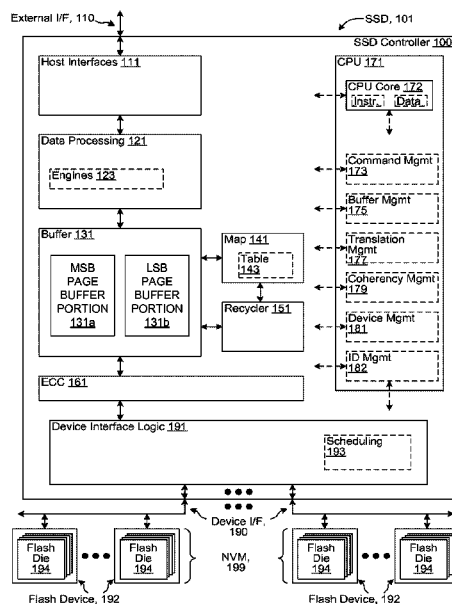 External I/F, 110
SSD, 101
SSD Controller 100
Host Interfaces 111
CPU 171
CPU Core 172
Instr. Data
Data Processing 121
Engines 123
Command Mgmt 173
Buffer Mgmt 175
Translation Mgmt 177
Coherency Mgmt 179
Device Mgmt 181
ID Mgmt 182
Buffer 131
MSB
PAGE
BUFFER
PORTION
131a
LSB
PAGE
BUFFER
PORTION
131b
Map 141
Table
143
Recycler 151
ECC 161
Device Interface Logic 191
Scheduling
193
Device I/F,
190
NVM,
199
Flash
Die
194
Flash
Die
194
Flash
Die
194
Flash
Die
194
Flash Device, 192
Flash Device, 192